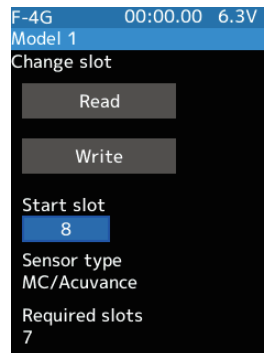 F-4G 00:00.00 6.3V
Model 1
Change slot
Read
Write
Start slot
8
Sensor type
MC/Acuvance
Required slots
7